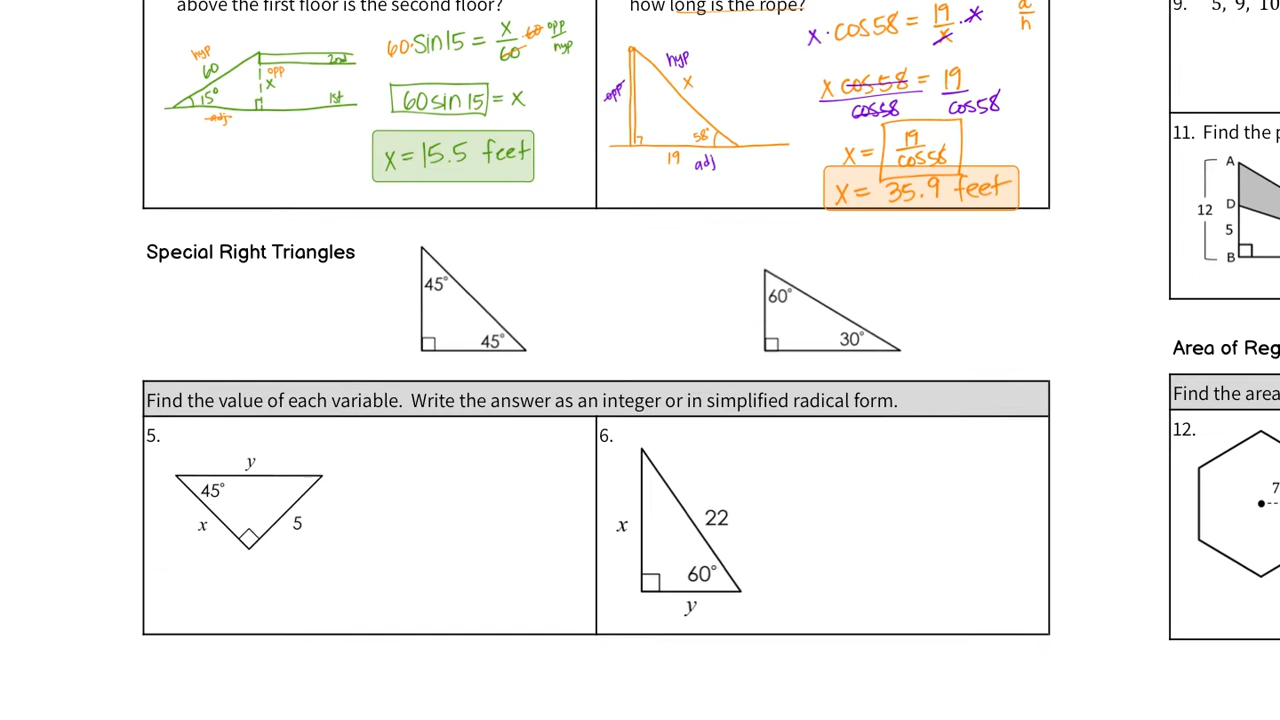 above the first floor is the second floor?
hyp
60
15°
adj
opp
x
2nd
1st
60·Sin15 = x/60 · 60 opp/hyp
60sin15 = x
x = 15.5 feet
how long is the rope?
opp
hyp
x
58°
19 adj
x · cos58 = 19/x · x
a/h
x cos58 / cos58 = 19 / cos58
x = 19/cos58
x = 35.9 feet
Special Right Triangles
45°
45°
60°
30°
Find the value of each variable. Write the answer as an integer or in simplified radical form.
5.
y
45°
x
5
6.
x
22
60°
y
9. 5, 9, 10
11. Find the p
A
12
D
5
B
Area of Reg
Find the area
12.
7